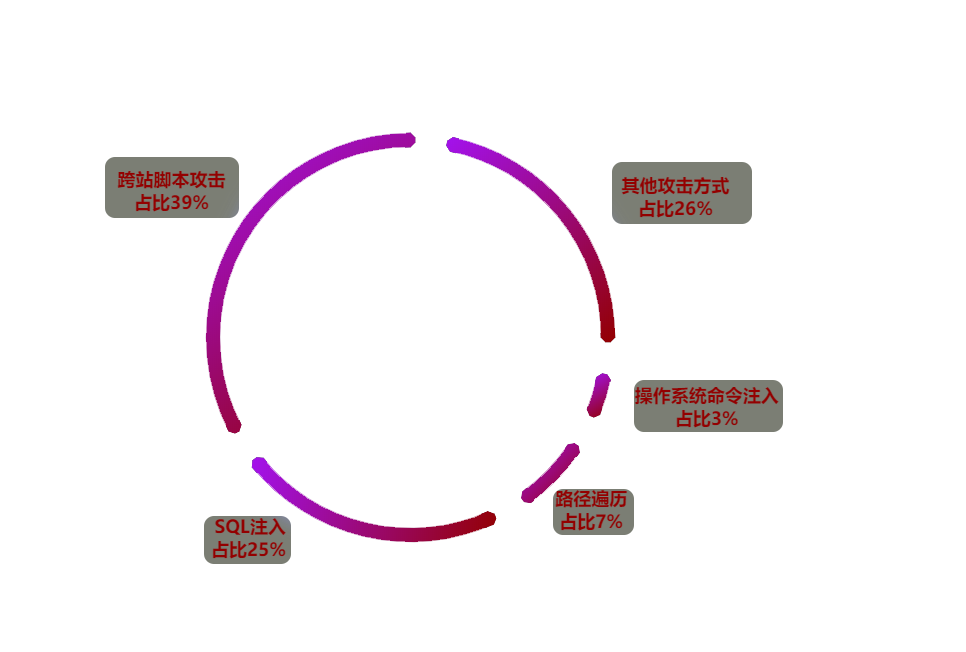 跨站脚本攻击
占比39%
其他攻击方式
占比26%
操作系统命令注入
占比3%
路径遍历
占比7%
SQL注入
占比25%